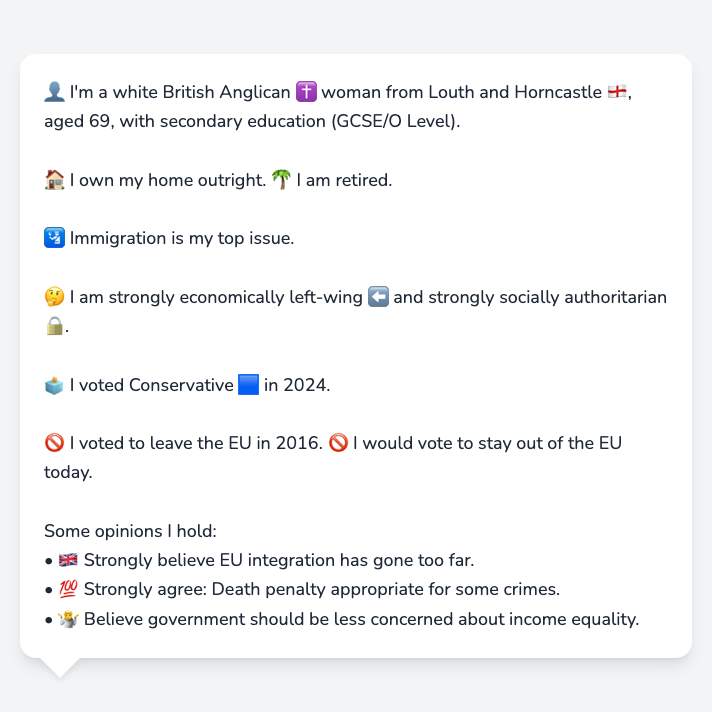 👤 I'm a white British Anglican ✝️ woman from Louth and Horncastle 🏴󠁧󠁢󠁥󠁮󠁧󠁿,
aged 69, with secondary education (GCSE/O Level).
🏠 I own my home outright. 🌴 I am retired.
🛂 Immigration is my top issue.
🤔 I am strongly economically left-wing ⬅️ and strongly socially authoritarian
🔒.
🗳️ I voted Conservative 🟦 in 2024.
🚫 I voted to leave the EU in 2016. 🚫 I would vote to stay out of the EU
today.
Some opinions I hold:
• 🇬🇧 Strongly believe EU integration has gone too far.
• 💯 Strongly agree: Death penalty appropriate for some crimes.
• 🤷 Believe government should be less concerned about income equality.